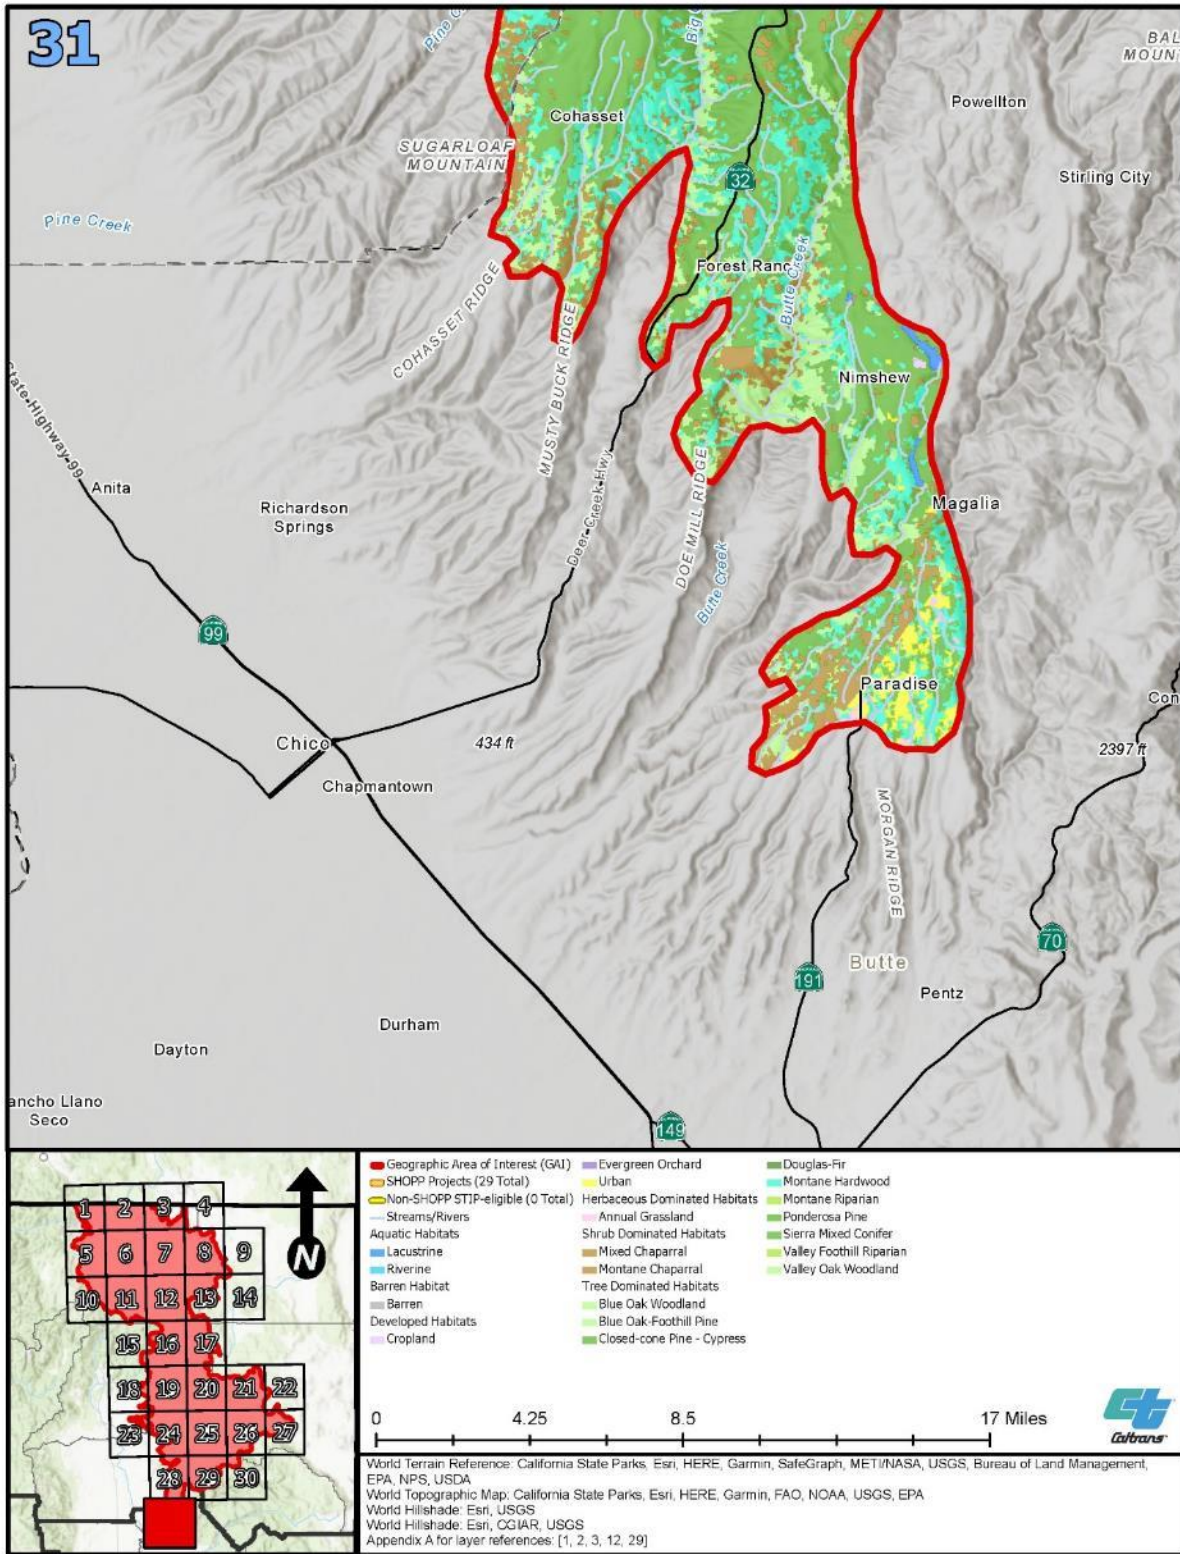 31
Pine C
Big C
BAL
MOUN
Powellton
Cohasset
SUGARLOAF
MOUNTAIN
32
Stirling City
Pine Creek
Forest Ranc
Butte Creek
COHASSET RIDGE
MUSTY BUCK RIDGE
Nimshew
State Highway 99
Anita
Richardson
Springs
Deer Creek Hwy
DOE MILL RIDGE
Magalia
Butte Creek
99
Paradise
Con
Chico
434 ft
2397 ft
Chapmantown
MORGAN RIDGE
70
Butte
191
Pentz
Durham
Dayton
ancho Llano
Seco
149
1 2 3 4
5 6 7 8 9
10 11 12 13 14
15 16 17
18 19 20 21 22
23 24 25 26 27
28 29 30
N
Geographic Area of Interest (GAI)
SHOPP Projects (29 Total)
Non-SHOPP STIP-eligible (0 Total)
Streams/Rivers
Aquatic Habitats
Lacustrine
Riverine
Barren Habitat
Barren
Developed Habitats
Cropland
Evergreen Orchard
Urban
Herbaceous Dominated Habitats
Annual Grassland
Shrub Dominated Habitats
Mixed Chaparral
Montane Chaparral
Tree Dominated Habitats
Blue Oak Woodland
Blue Oak-Foothill Pine
Closed-cone Pine - Cypress
Douglas-Fir
Montane Hardwood
Montane Riparian
Ponderosa Pine
Sierra Mixed Conifer
Valley Foothill Riparian
Valley Oak Woodland
0 4.25 8.5 17 Miles
Caltrans
World Terrain Reference: California State Parks, Esri, HERE, Garmin, SafeGraph, METI/NASA, USGS, Bureau of Land Management,
EPA, NPS, USDA
World Topographic Map: California State Parks, Esri, HERE, Garmin, FAO, NOAA, USGS, EPA
World Hillshade: Esri, USGS
World Hillshade: Esri, CGIAR, USGS
Appendix A for layer references: [1, 2, 3, 12, 29]